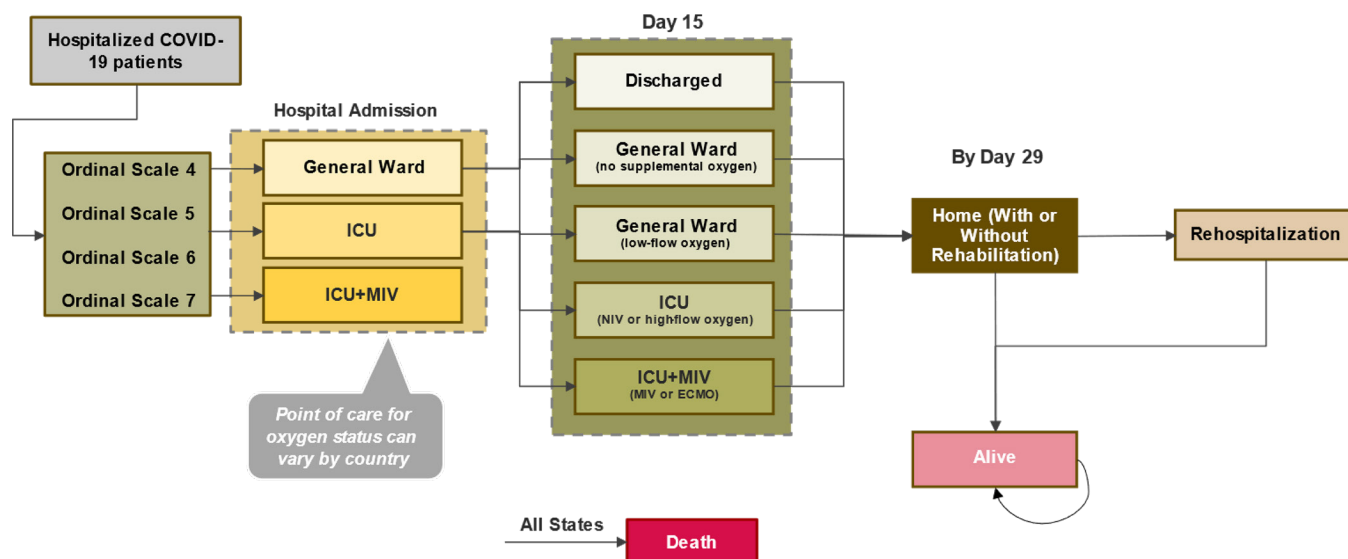 Hospitalized COVID-
19 patients
Ordinal Scale 4
Ordinal Scale 5
Ordinal Scale 6
Ordinal Scale 7
Hospital Admission
General Ward
ICU
ICU+MIV
Point of care for
oxygen status can
vary by country
Day 15
Discharged
General Ward
(no supplemental oxygen)
General Ward
(low-flow oxygen)
ICU
(NIV or highflow oxygen)
ICU+MIV
(MIV or ECMO)
By Day 29
Home (With or
Without
Rehabilitation)
Rehospitalization
Alive
All States
Death